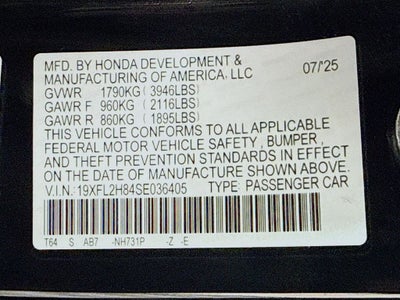 MFD. BY HONDA DEVELOPMENT &
MANUFACTURING OF AMERICA, LLC 07/'25
GVWR 1790KG (3946LBS)
GAWR F 960KG (2116LBS)
GAWR R 860KG (1895LBS)
THIS VEHICLE CONFORMS TO ALL APPLICABLE
FEDERAL MOTOR VEHICLE SAFETY, BUMPER,
AND THEFT PREVENTION STANDARDS IN EFFECT
ON THE DATE OF MANUFACTURE SHOWN ABOVE.
V.I.N.: 19XFL2H84SE036405 TYPE: PASSENGER CAR
T64 S AB7 -NH731P -Z -E